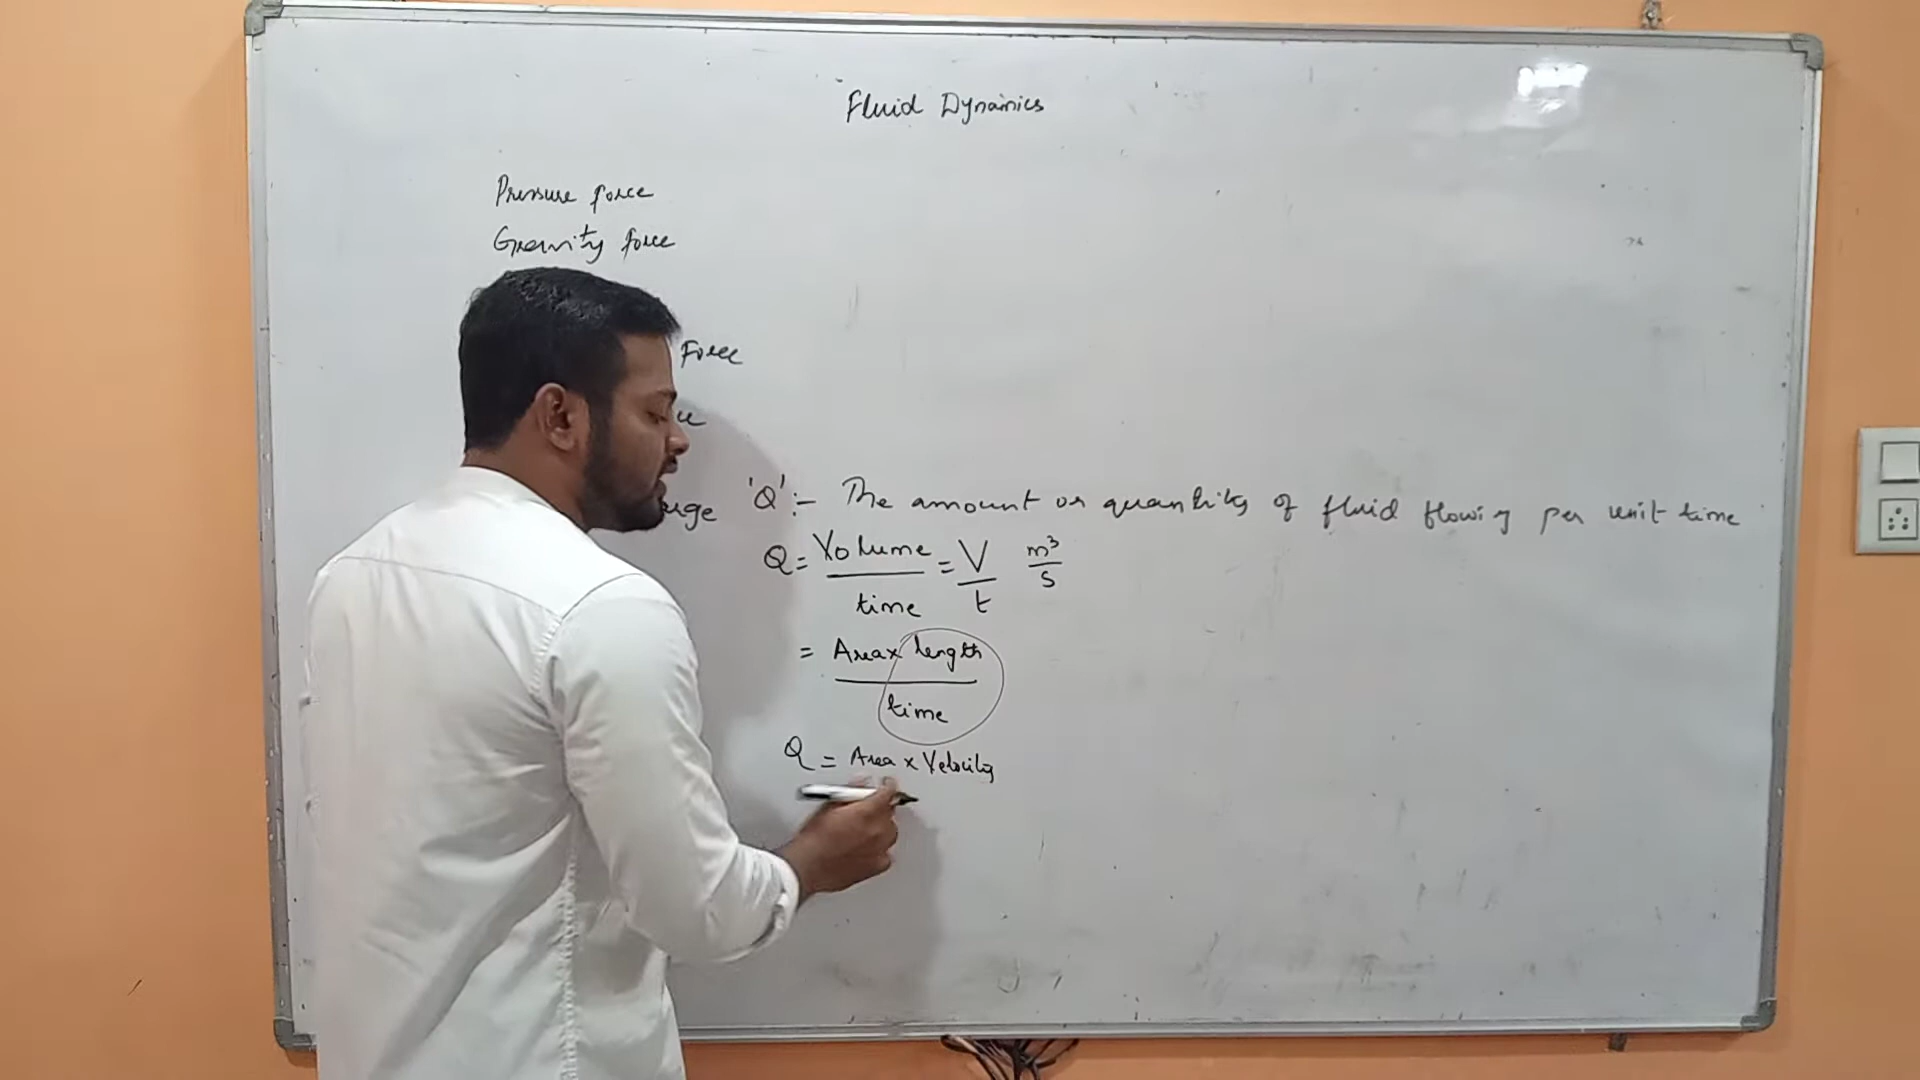 Fluid Dynamics
Pressure force
Gravity force
Force
'Q' :- The amount or quantity of fluid flowing per unit time
Q = Volume / time = V / t m³ / s
= Area x length / time
Q = Area x Velocity